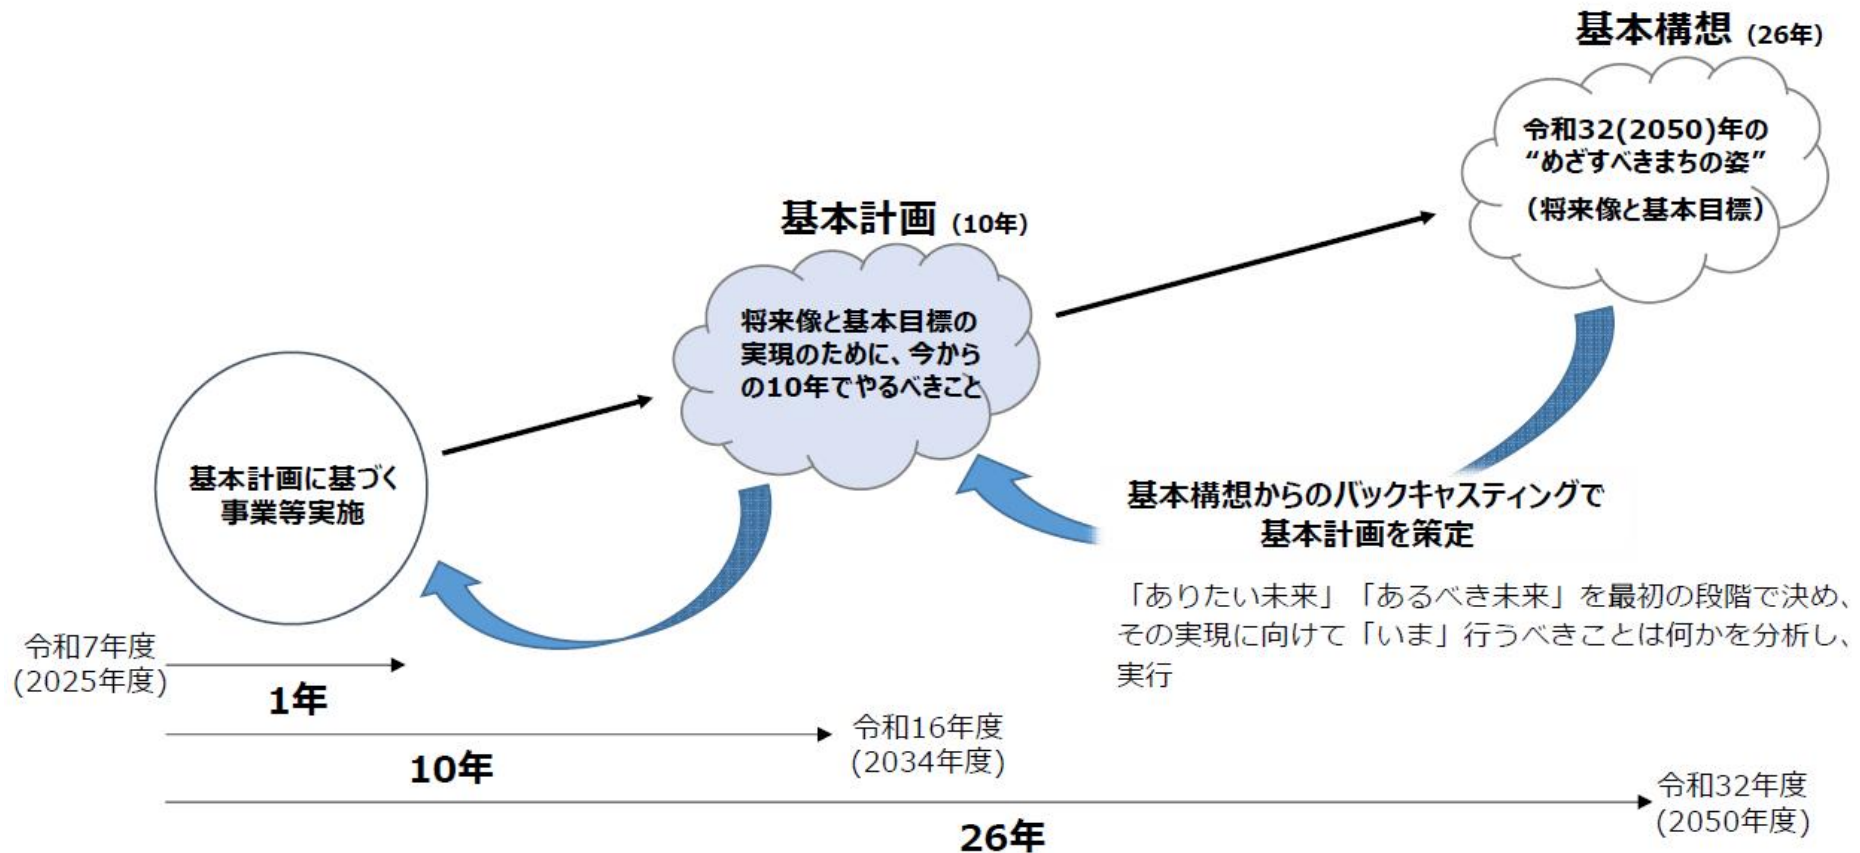 基本構想 (26年)
令和32(2050)年の
“めざすべきまちの姿”
（将来像と基本目標）
基本計画 (10年)
将来像と基本目標の
実現のために、今から
の10年でやるべきこと
基本計画に基づく
事業等実施
基本構想からのバックキャスティングで
基本計画を策定
「ありたい未来」「あるべき未来」を最初の段階で決め、
その実現に向けて「いま」行うべきことは何かを分析し、
実行
令和7年度
(2025年度)
1年
令和16年度
(2034年度)
10年
令和32年度
(2050年度)
26年